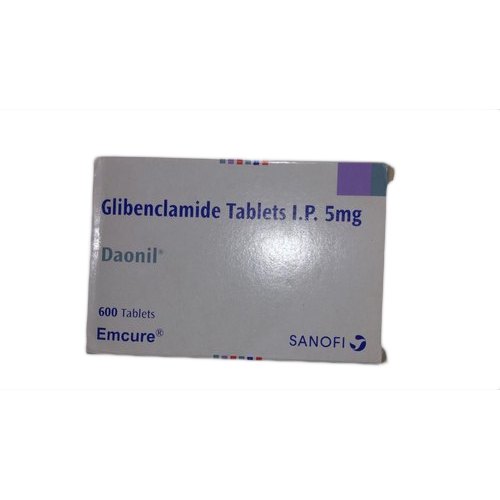 Glibenclamide Tablets I.P. 5mg
Daonil®
600 Tablets
Emcure®
SANOFI